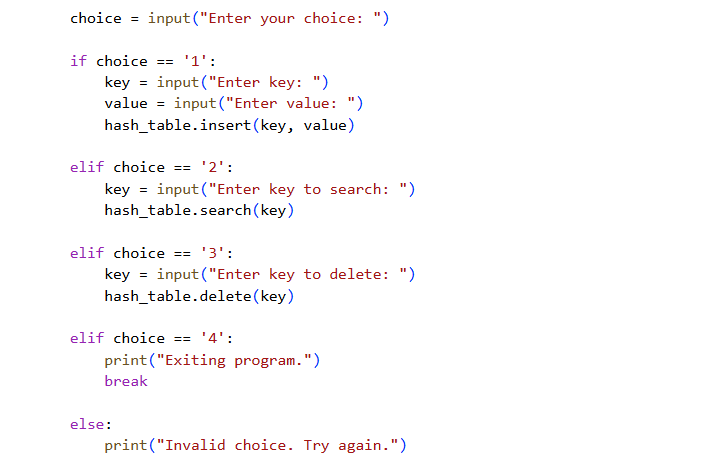 choice = input("Enter your choice: ")
if choice == '1':
    key = input("Enter key: ")
    value = input("Enter value: ")
    hash_table.insert(key, value)
elif choice == '2':
    key = input("Enter key to search: ")
    hash_table.search(key)
elif choice == '3':
    key = input("Enter key to delete: ")
    hash_table.delete(key)
elif choice == '4':
    print("Exiting program.")
    break
else:
    print("Invalid choice. Try again.")